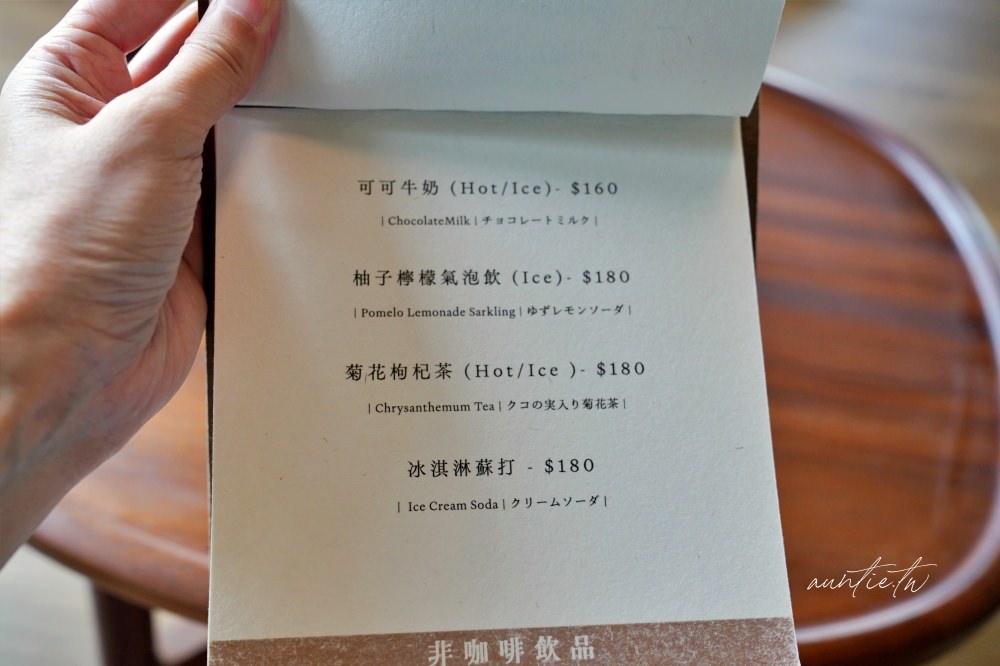 可可牛奶 (Hot/Ice)- $160
| ChocolateMilk | チョコレートミルク |
柚子檸檬氣泡飲 (Ice)- $180
| Pomelo Lemonade Sarkling | ゆずレモンソーダ |
菊花枸杞茶 (Hot/Ice )- $180
| Chrysanthemum Tea | クコの実入り菊花茶 |
冰淇淋蘇打 - $180
| Ice Cream Soda | クリームソーダ |
非咖啡飲品
auntie.tw